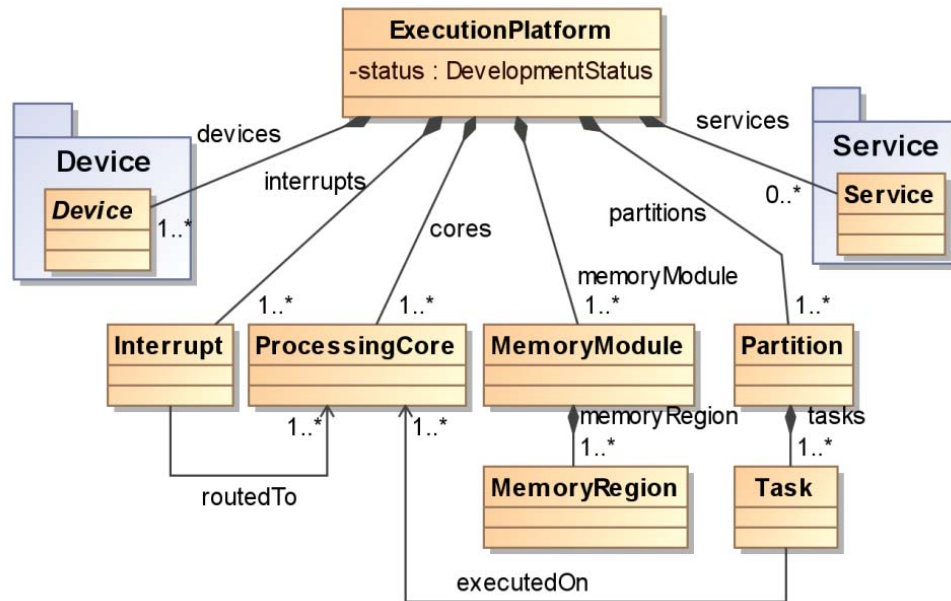 ExecutionPlatform
-status : DevelopmentStatus
devices
services
Device
Service
interrupts
Device
Service
1..*
0..*
cores
partitions
memoryModule
1..*
1..*
1..*
1..*
Interrupt
ProcessingCore
MemoryModule
Partition
1..*
1..*
memoryRegion
tasks
1..*
1..*
routedTo
MemoryRegion
Task
executedOn